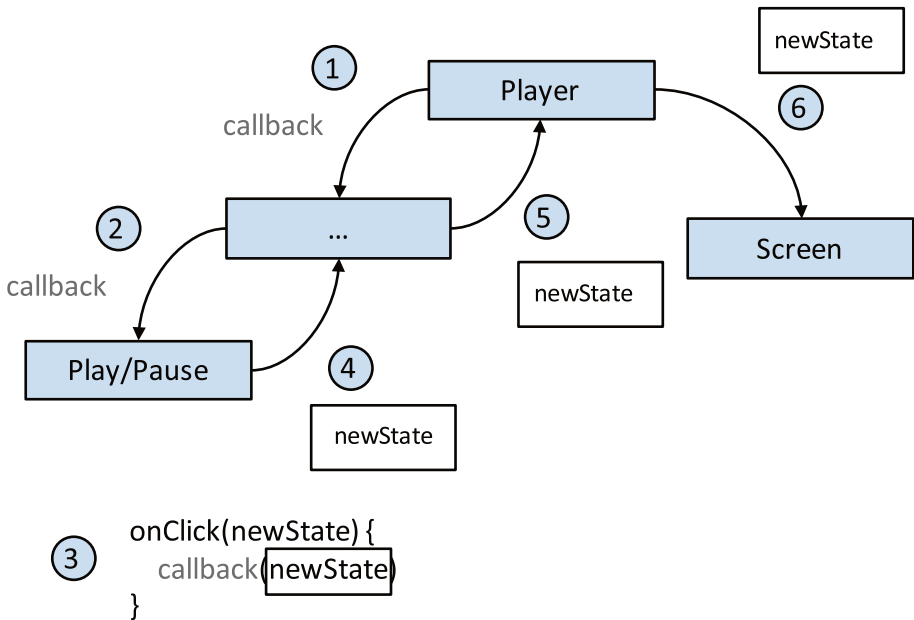 newState
1
Player
6
callback
2
...
5
Screen
callback
newState
Play/Pause
4
newState
3
onClick(newState) {
callback(newState)
}